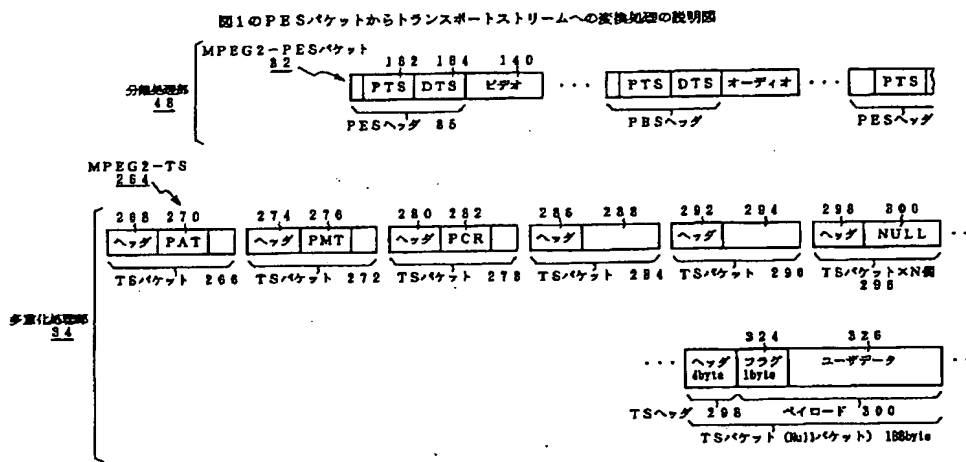 図1のPESパケットからトランスポートストリームへの変換処理の説明図
MPEG2-PESパケット
82
182 184 140
分離処理部
48
PTS DTS ビデオ ・・・ PTS DTS オーディオ ・・・ PTS
PESヘッダ 85 PBSヘッダ PESヘッダ
MPEG2-TS
264
268 270 274 276 280 282 286 288 292 294 298 300
ヘッダ PAT ヘッダ PMT ヘッダ PCR ヘッダ ヘッダ ヘッダ NULL ・・
TSパケット 266 TSパケット 272 TSパケット 278 TSパケット 284 TSパケット 290 TSパケット×N個
296
多重化処理部
34
324 326
・・・ ヘッダ フラグ ユーザデータ ・・
4byte 1byte
TSヘッダ 298 ペイロード 300
TSパケット (Nullパケット) 188byte